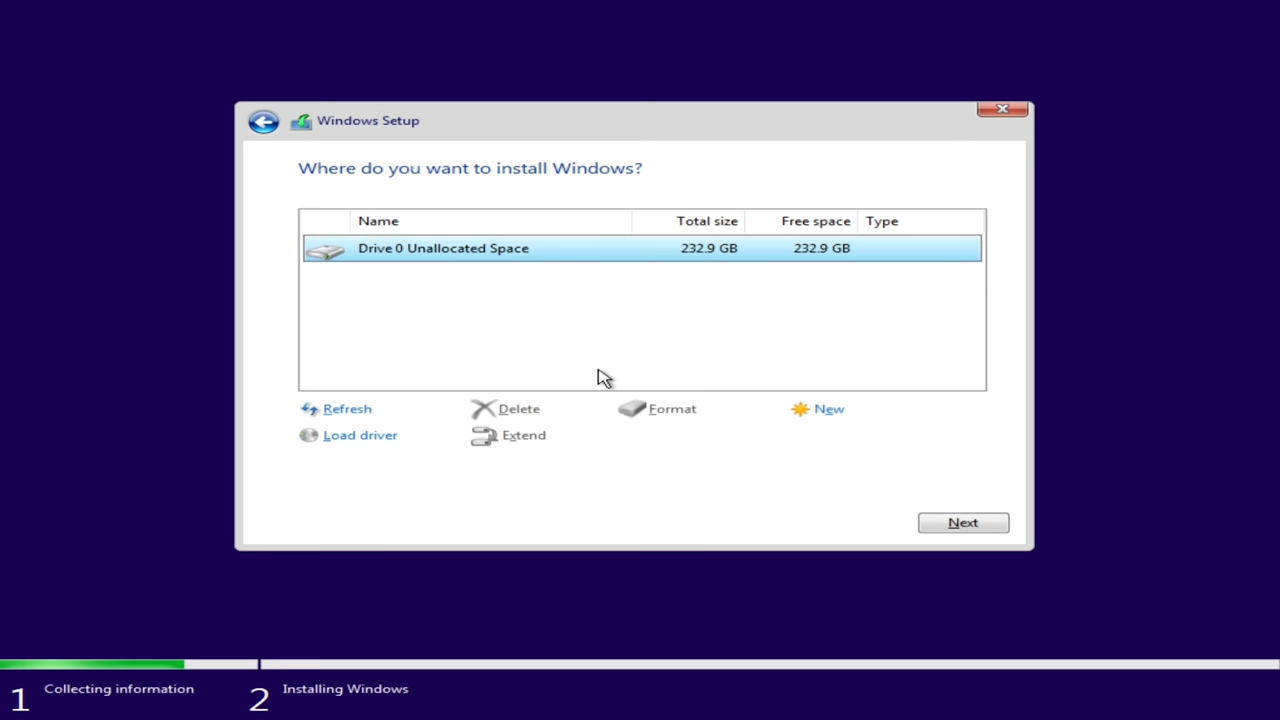 Windows Setup
Where do you want to install Windows?
Name Total size Free space Type
Drive 0 Unallocated Space 232.9 GB 232.9 GB
Refresh Delete Format New
Load driver Extend
Next
1 Collecting information 2 Installing Windows